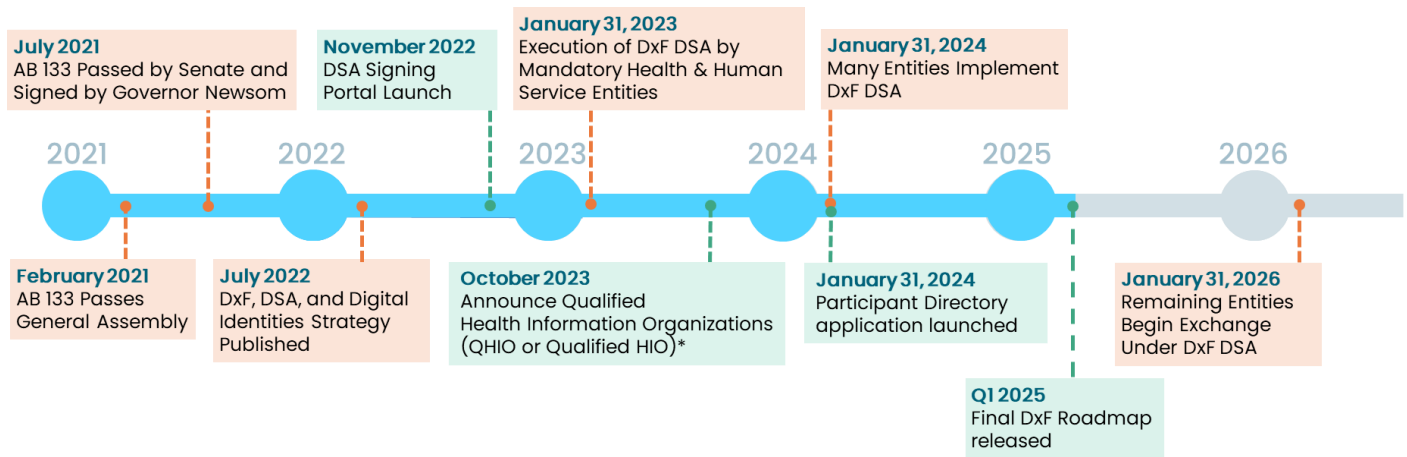 July 2021
AB 133 Passed by Senate and
Signed by Governor Newsom
November 2022
DSA Signing
Portal Launch
January 31, 2023
Execution of DxF DSA by
Mandatory Health & Human
Service Entities
January 31, 2024
Many Entities Implement
DxF DSA
2021
2022
2023
2024
2025
2026
February 2021
AB 133 Passes
General Assembly
July 2022
DxF, DSA, and Digital
Identities Strategy
Published
October 2023
Announce Qualified
Health Information Organizations
(QHIO or Qualified HIO)*
January 31, 2024
Participant Directory
application launched
January 31, 2026
Remaining Entities
Begin Exchange
Under DxF DSA
Q1 2025
Final DxF Roadmap
released